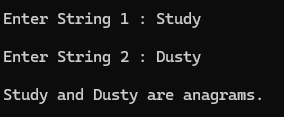 Enter String 1 : Study
Enter String 2 : Dusty
Study and Dusty are anagrams.